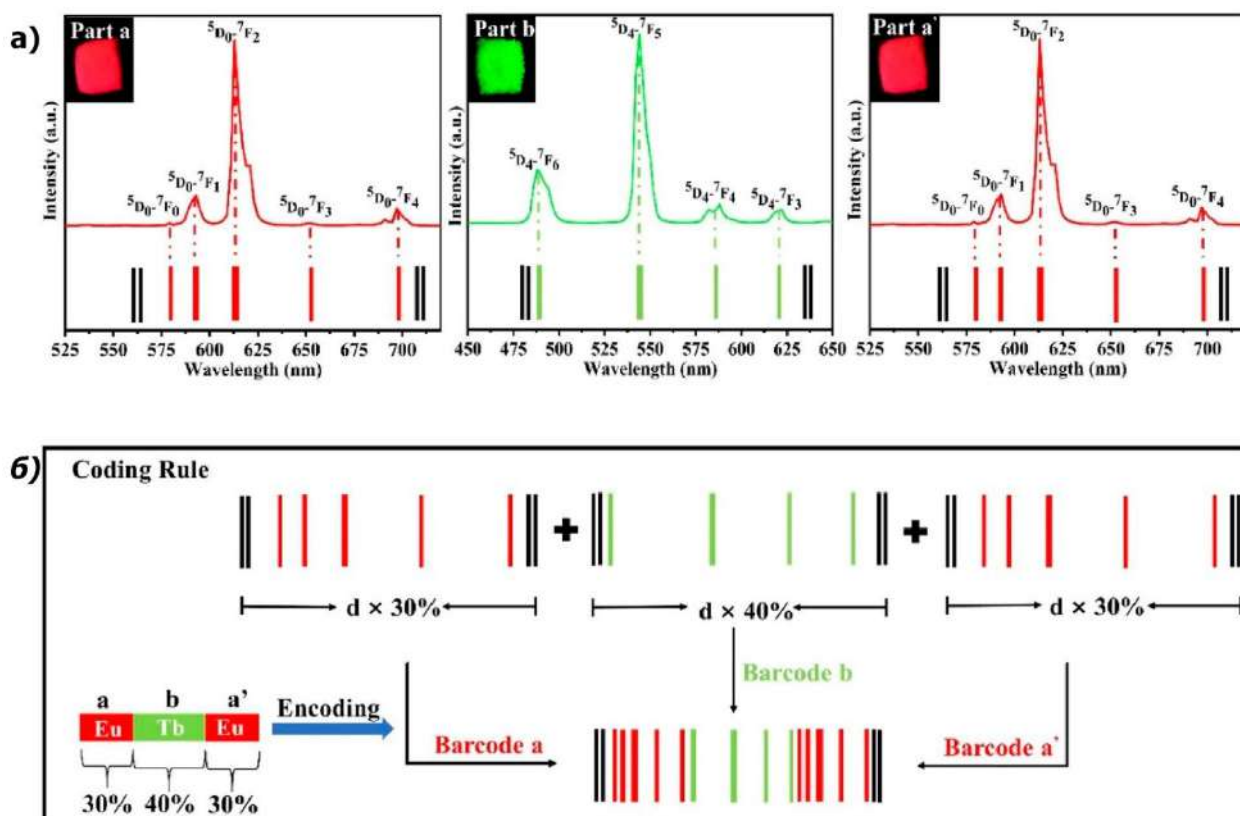 а)
Part a
⁵D₀-⁷F₂
⁵D₀-⁷F₁
⁵D₀-⁷F₀
⁵D₀-⁷F₃
⁵D₀-⁷F₄
Intensity (a.u.)
525 550 575 600 625 650 675 700
Wavelength (nm)
Part b
⁵D₄-⁷F₅
⁵D₄-⁷F₆
⁵D₄-⁷F₄
⁵D₄-⁷F₃
Intensity (a.u.)
450 475 500 525 550 575 600 625 650
Wavelength (nm)
Part a'
⁵D₀-⁷F₂
⁵D₀-⁷F₁
⁵D₀-⁷F₀
⁵D₀-⁷F₃
⁵D₀-⁷F₄
Intensity (a.u.)
525 550 575 600 625 650 675 700
Wavelength (nm)
б)
Coding Rule
+ +
d × 30% d × 40% d × 30%
Barcode b
a b a'
Eu Tb Eu
Encoding
Barcode a
Barcode a'
30% 40% 30%